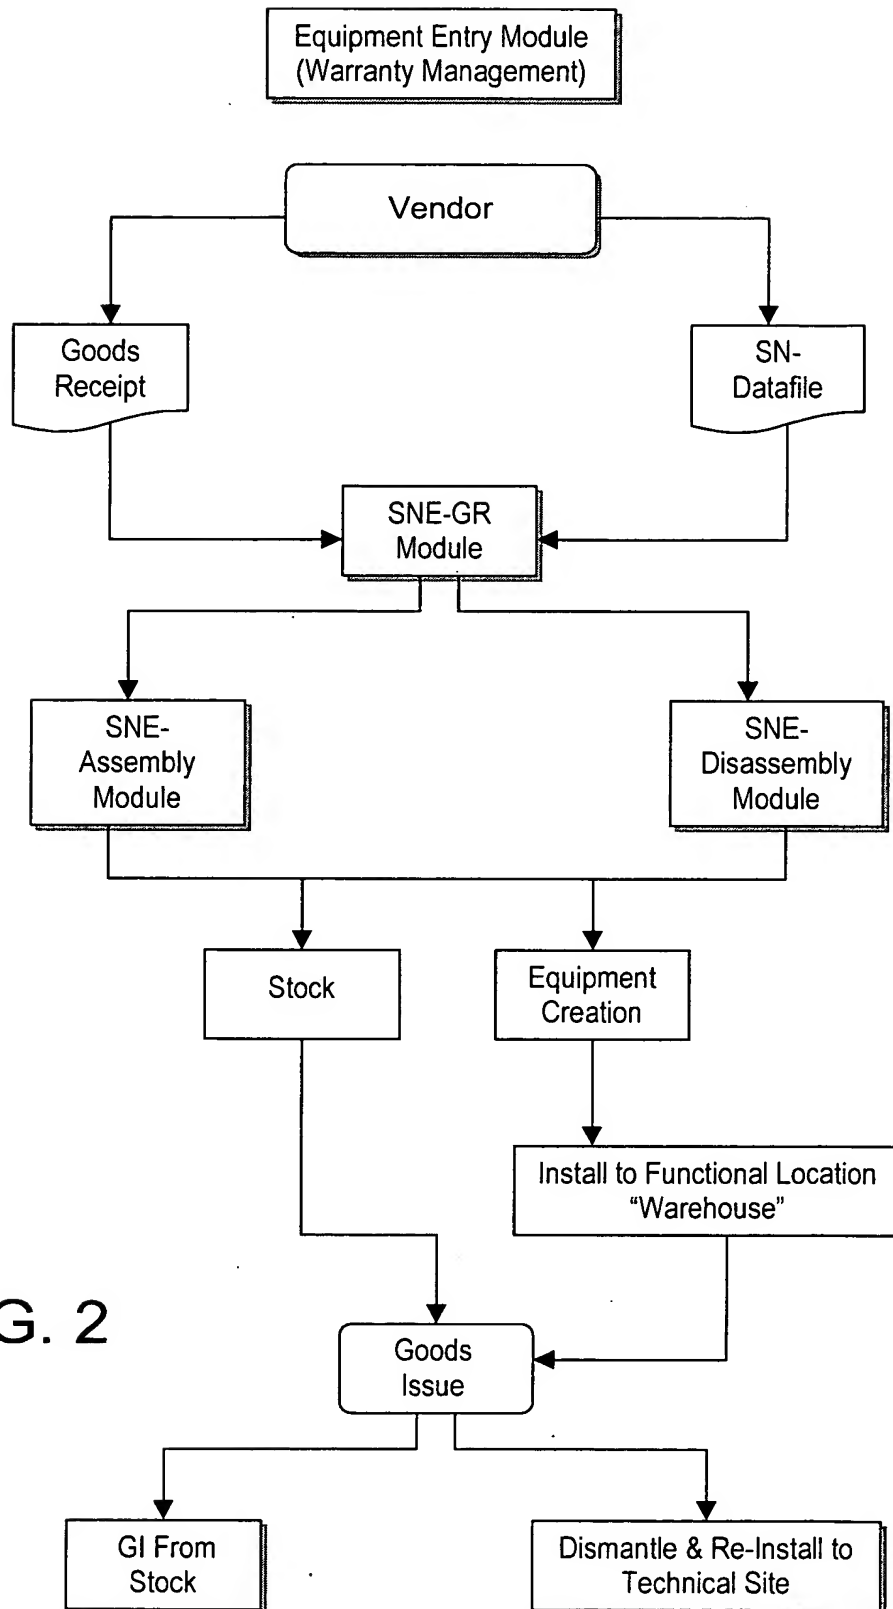 Equipment Entry Module
(Warranty Management)
Vendor
Goods
Receipt
SN-
Datafile
SNE-GR
Module
SNE-
Assembly
Module
SNE-
Disassembly
Module
Stock
Equipment
Creation
Install to Functional Location
“Warehouse”
G. 2
Goods
Issue
GI From
Stock
Dismantle & Re-Install to
Technical Site